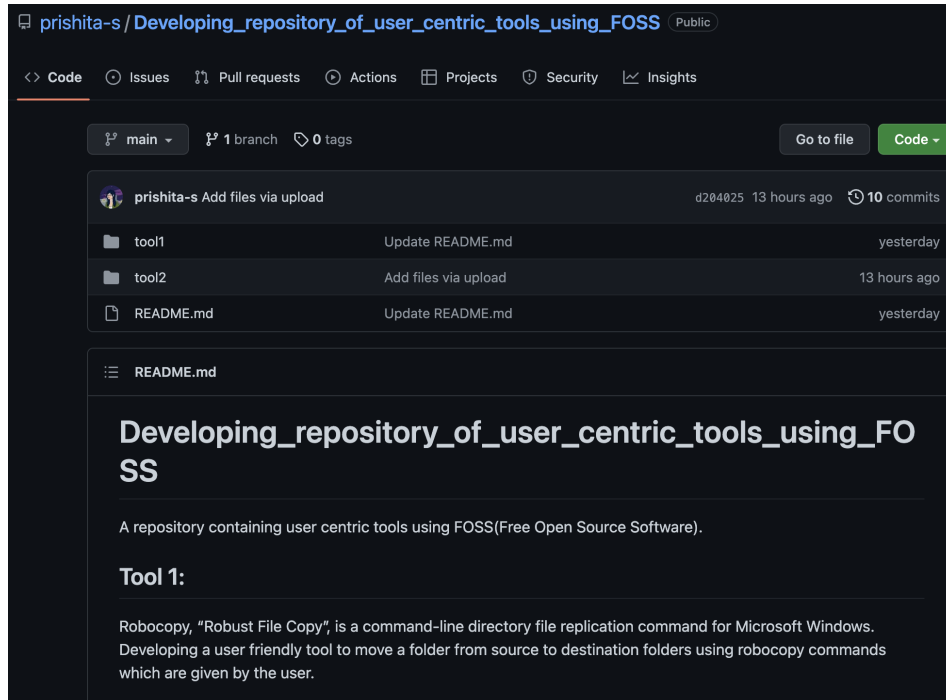 prishita-s / Developing_repository_of_user_centric_tools_using_FOSS Public
Code Issues Pull requests Actions Projects Security Insights
main 1 branch 0 tags Go to file Code
prishita-s Add files via upload d204025 13 hours ago 10 commits
tool1 Update README.md yesterday
tool2 Add files via upload 13 hours ago
README.md Update README.md yesterday
README.md
Developing_repository_of_user_centric_tools_using_FO
SS
A repository containing user centric tools using FOSS(Free Open Source Software).
Tool 1:
Robocopy, “Robust File Copy”, is a command-line directory file replication command for Microsoft Windows.
Developing a user friendly tool to move a folder from source to destination folders using robocopy commands
which are given by the user.